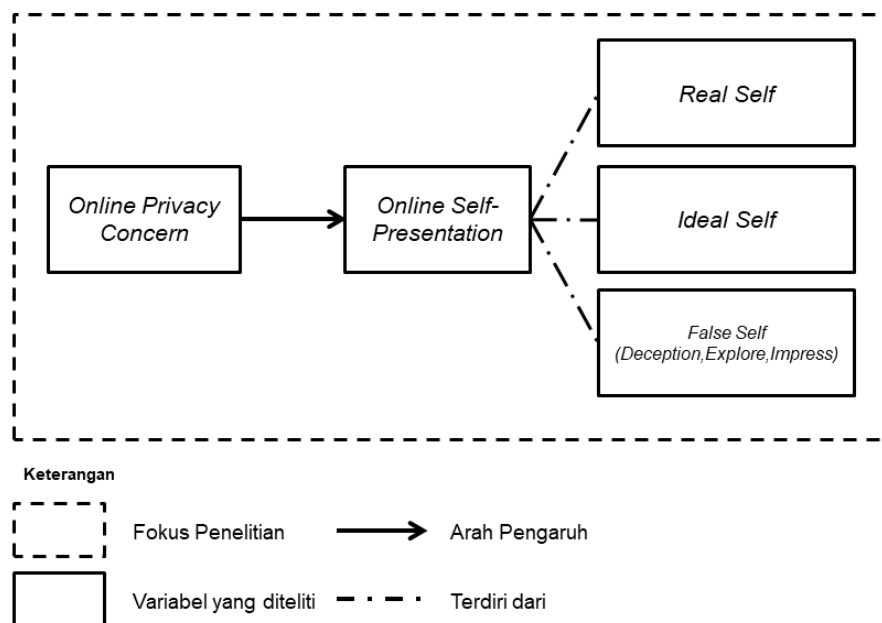 Real Self
Online Privacy
Concern
Online Self-
Presentation
Ideal Self
False Self
(Deception,Explore,Impress)
Keterangan
Fokus Penelitian
Arah Pengaruh
Variabel yang diteliti
Terdiri dari